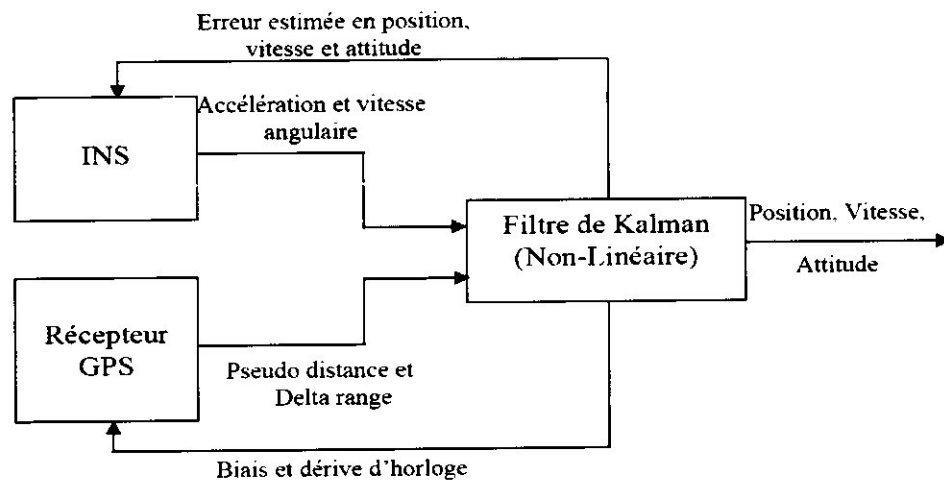 Erreur estimée en position,
vitesse et attitude
Accélération et vitesse
angulaire
INS
Filtre de Kalman
(Non-Linéaire)
Position, Vitesse,
Attitude
Récepteur
GPS
Pseudo distance et
Delta range
Biais et dérive d'horloge